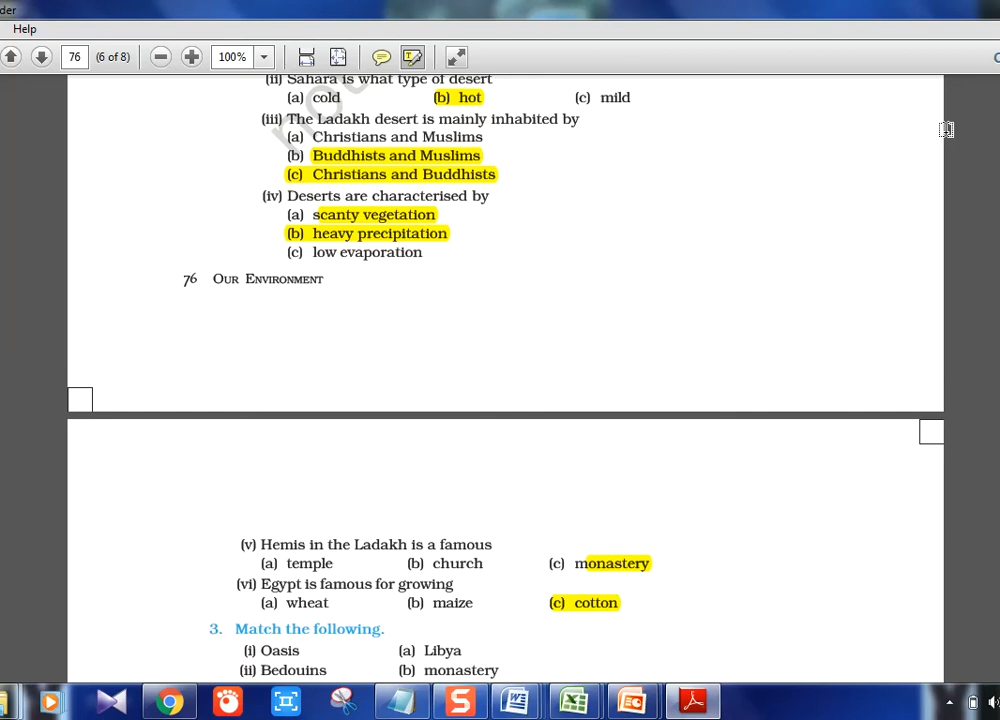 der
Help
76 (6 of 8) 100%
(ii) Sahara is what type of desert
(a) cold (b) hot (c) mild
(iii) The Ladakh desert is mainly inhabited by
(a) Christians and Muslims
(b) Buddhists and Muslims
(c) Christians and Buddhists
(iv) Deserts are characterised by
(a) scanty vegetation
(b) heavy precipitation
(c) low evaporation
76 OUR ENVIRONMENT
(v) Hemis in the Ladakh is a famous
(a) temple (b) church (c) monastery
(vi) Egypt is famous for growing
(a) wheat (b) maize (c) cotton
3. Match the following.
(i) Oasis (a) Libya
(ii) Bedouins (b) monastery